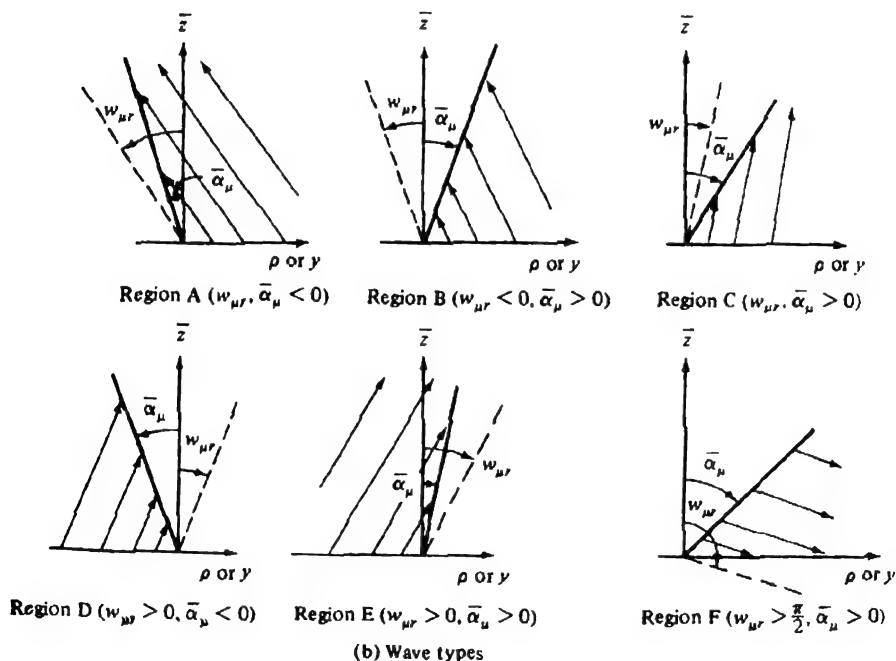 z̄ z̄ z̄
w_μr w_μr ᾱ_μ w_μr
ᾱ_μ ᾱ_μ
ρ or y ρ or y ρ or y
Region A (w_μr, ᾱ_μ < 0) Region B (w_μr < 0, ᾱ_μ > 0) Region C (w_μr, ᾱ_μ > 0)
z̄ z̄ z̄
ᾱ_μ w_μr ᾱ_μ w_μr ᾱ_μ w_μr
ρ or y ρ or y ρ or y
Region D (w_μr > 0, ᾱ_μ < 0) Region E (w_μr > 0, ᾱ_μ > 0) Region F (w_μr > π/2, ᾱ_μ > 0)
(b) Wave types